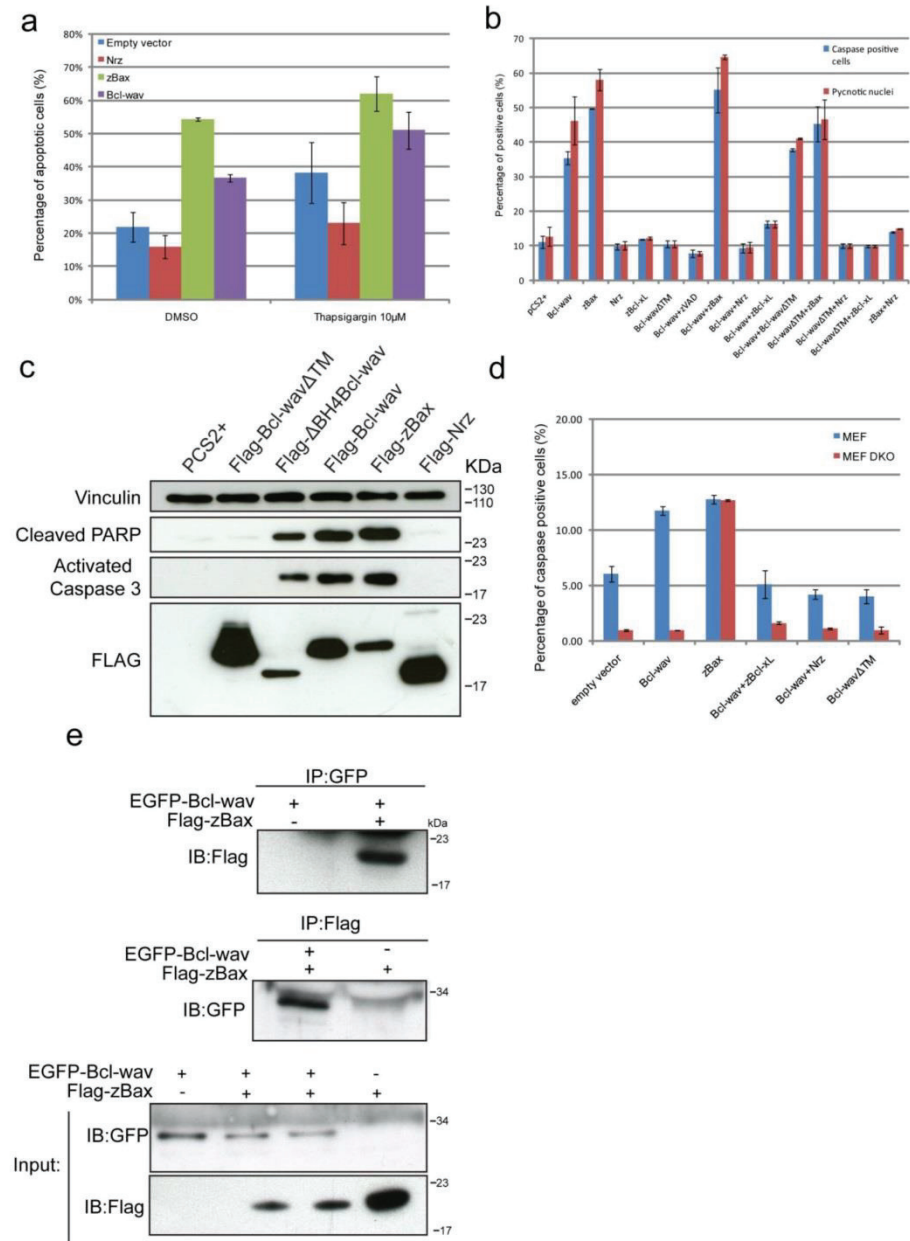 a
Percentage of apoptotic cells (%)
80%
70%
60%
50%
40%
30%
20%
10%
0%
Empty vector
Nrz
zBax
Bcl-wav
DMSO
Thapsigargin 10μM
b
Percentage of positive cells (%)
70
60
50
40
30
20
10
0
Caspase positive
cells
Pycnotic nuclei
pCS2+
Bcl-wav
zBax
Nrz
zBcl-xL
Bcl-wavΔTM
Bcl-wav+zVAD
Bcl-wav+zBax
Bcl-wav+Nrz
Bcl-wav+zBcl-xL
Bcl-wav+Bcl-wavΔTM
Bcl-wavΔTM+zBax
Bcl-wavΔTM+Nrz
Bcl-wavΔTM+zBcl-xL
zBax+Nrz
c
PCS2+
Flag-Bcl-wavΔTM
Flag-ΔBH4Bcl-wav
Flag-Bcl-wav
Flag-zBax
Flag-Nrz
KDa
Vinculin
–130
–110
Cleaved PARP
–23
Activated
Caspase 3
–23
–17
FLAG
–23
–17
d
Percentage of caspase positive cells (%)
20.00
15.00
10.00
5.00
0.00
MEF
MEF DKO
empty vector
Bcl-wav
zBax
Bcl-wav+zBcl-xL
Bcl-wav+Nrz
Bcl-wavΔTM
e
IP:GFP
EGFP-Bcl-wav + +
Flag-zBax - + kDa
IB:Flag
–23
–17
IP:Flag
EGFP-Bcl-wav + -
Flag-zBax + +
IB:GFP
–34
EGFP-Bcl-wav + + + -
Flag-zBax - + + +
Input:
IB:GFP
–34
IB:Flag
–23
–17